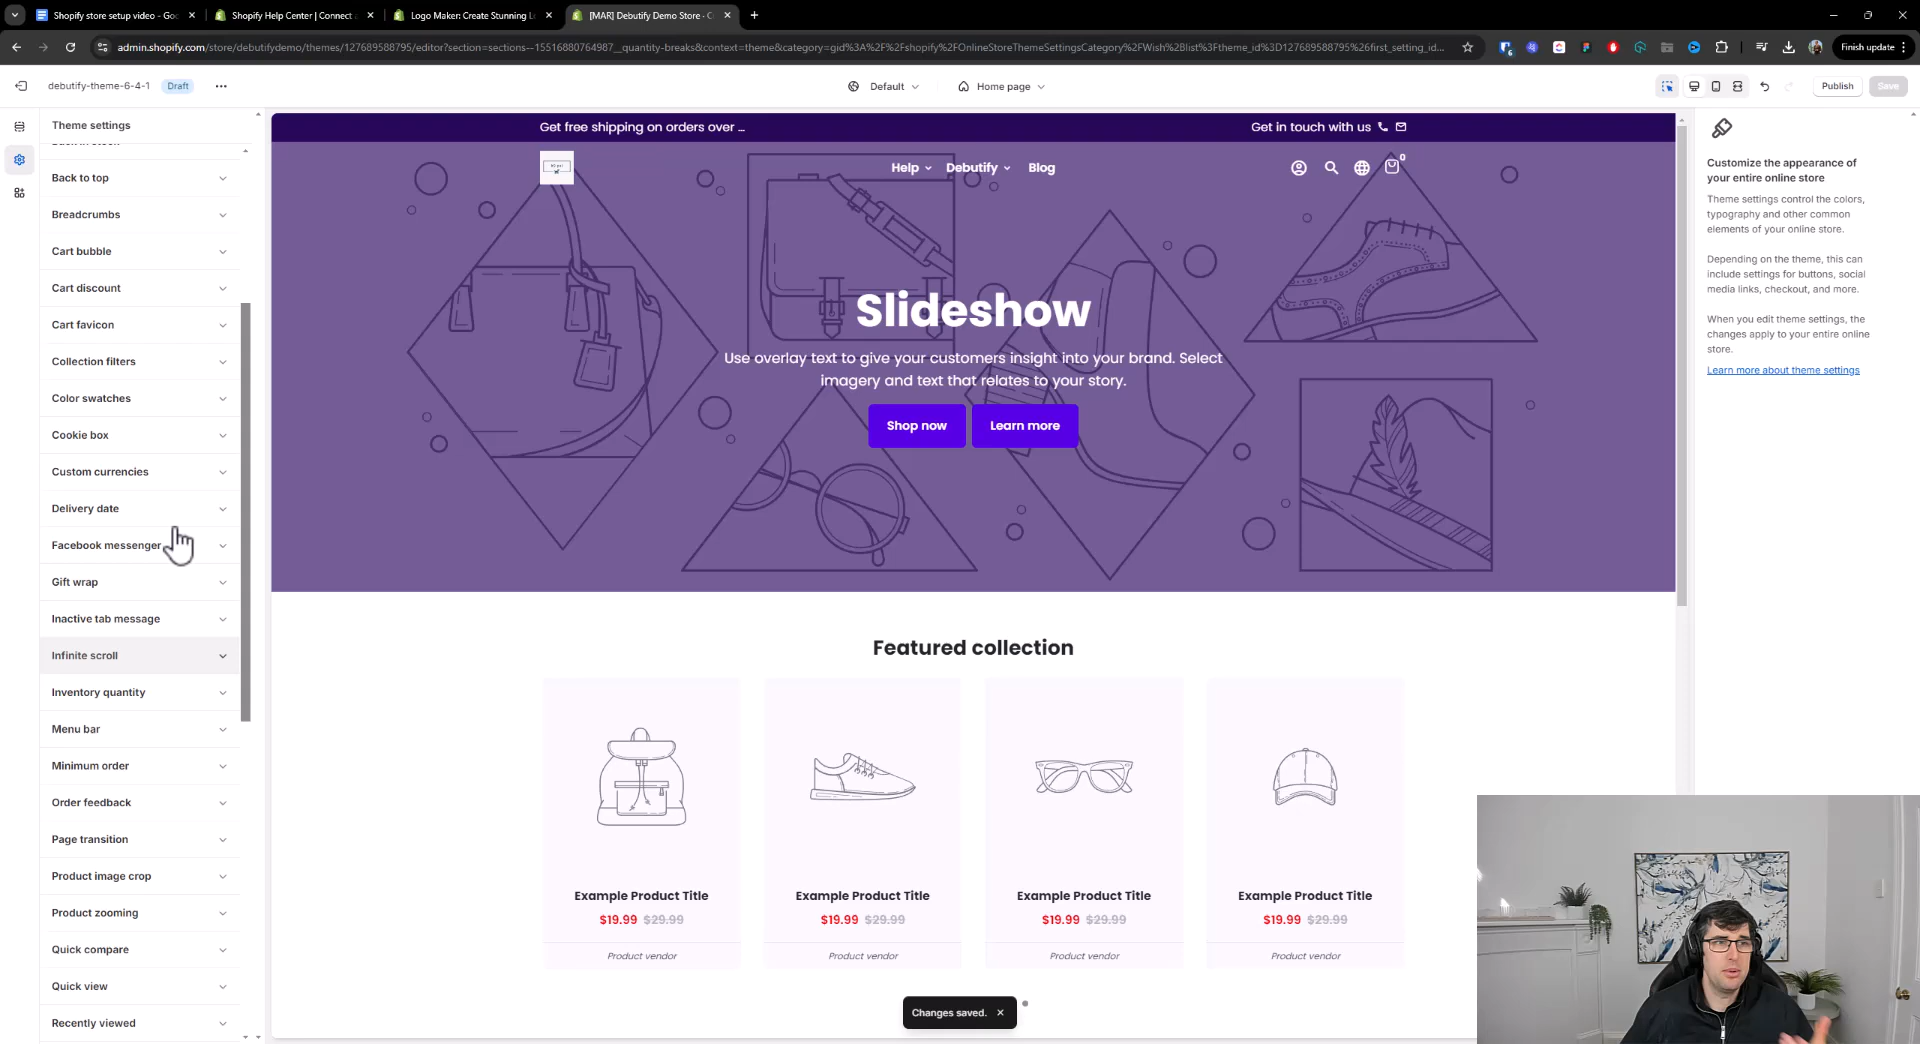 Shopify store setup video - Goo
Shopify Help Center | Connect a
Logo Maker: Create Stunning L
[MAR] Debutify Demo Store · C
admin.shopify.com/store/debutifydemo/themes/127689588795/editor?section=sections--15516880764987__quantity-breaks&context=theme&category=gid%3A%2F%2Fshopify%2FOnlineStoreThemeSettingsCategory%2FWish%20list%3Ftheme_id%3D127689588795%26first_setting_id...
Finish update
debutify-theme-6-4-1
Draft
Default
Home page
Publish
Save
Theme settings
Back in stock
Back to top
Breadcrumbs
Cart bubble
Cart discount
Cart favicon
Collection filters
Color swatches
Cookie box
Custom currencies
Delivery date
Facebook messenger
Gift wrap
Inactive tab message
Infinite scroll
Inventory quantity
Menu bar
Minimum order
Order feedback
Page transition
Product image crop
Product zooming
Quick compare
Quick view
Recently viewed
Get free shipping on orders over ...
Get in touch with us
Help
Debutify
Blog
0
Slideshow
Use overlay text to give your customers insight into your brand. Select
imagery and text that relates to your story.
Shop now
Learn more
Featured collection
Example Product Title
$19.99 $29.99
Product vendor
Example Product Title
$19.99 $29.99
Product vendor
Example Product Title
$19.99 $29.99
Product vendor
Example Product Title
$19.99 $29.99
Product vendor
Changes saved.
Customize the appearance of
your entire online store
Theme settings control the colors,
typography and other common
elements of your online store.
Depending on the theme, this can
include settings for buttons, social
media links, checkout, and more.
When you edit theme settings, the
changes apply to your entire online
store.
Learn more about theme settings